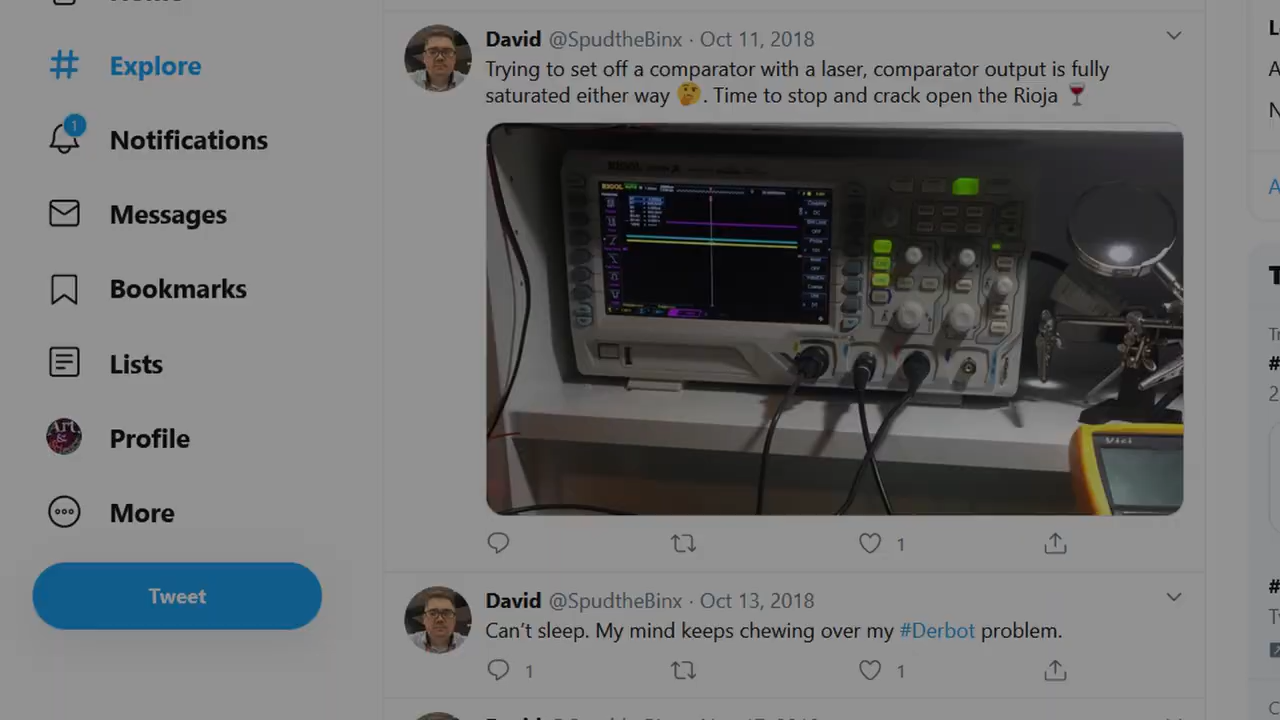 Explore
1
Notifications
Messages
Bookmarks
Lists
Profile
More
Tweet
David @SpudtheBinx · Oct 11, 2018
Trying to set off a comparator with a laser, comparator output is fully
saturated either way 🤔. Time to stop and crack open the Rioja 🍷
RIGOL
1
David @SpudtheBinx · Oct 13, 2018
Can't sleep. My mind keeps chewing over my #Derbot problem.
1
1